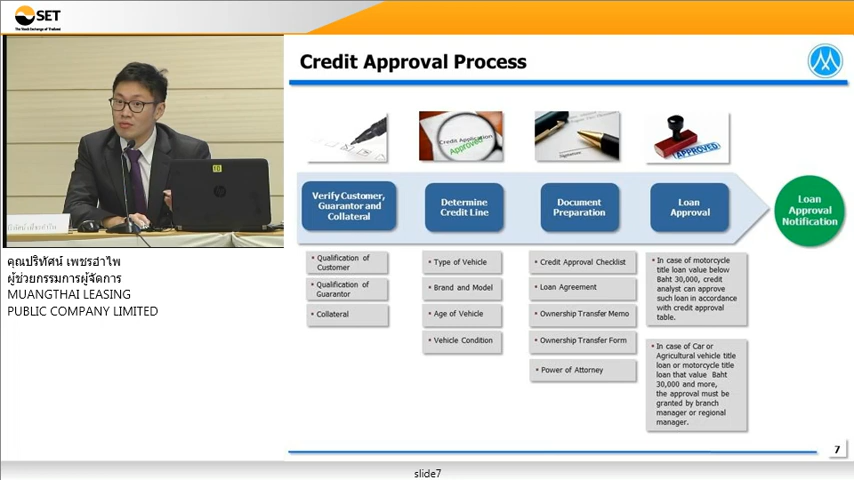 SET
The Stock Exchange of Thailand
Credit Approval Process
คุณปริทัศน์ เพชรอำไพ
ผู้ช่วยกรรมการผู้จัดการ
MUANGTHAI LEASING
PUBLIC COMPANY LIMITED
Credit Application
Approved
APPROVED
Verify Customer,
Guarantor and
Collateral
Determine
Credit Line
Document
Preparation
Loan
Approval
Loan
Approval
Notification
▪ Qualification of
Customer
▪ Qualification of
Guarantor
▪ Collateral
▪ Type of Vehicle
▪ Brand and Model
▪ Age of Vehicle
▪ Vehicle Condition
▪ Credit Approval Checklist
▪ Loan Agreement
▪ Ownership Transfer Memo
▪ Ownership Transfer Form
▪ Power of Attorney
▪ In case of motorcycle
title loan value below
Baht 30,000, credit
analyst can approve
such loan in accordance
with credit approval
table.
▪ In case of Car or
Agricultural vehicle title
loan or motorcycle title
loan that value Baht
30,000 and more,
the approval must be
granted by branch
manager or regional
manager.
7
slide7